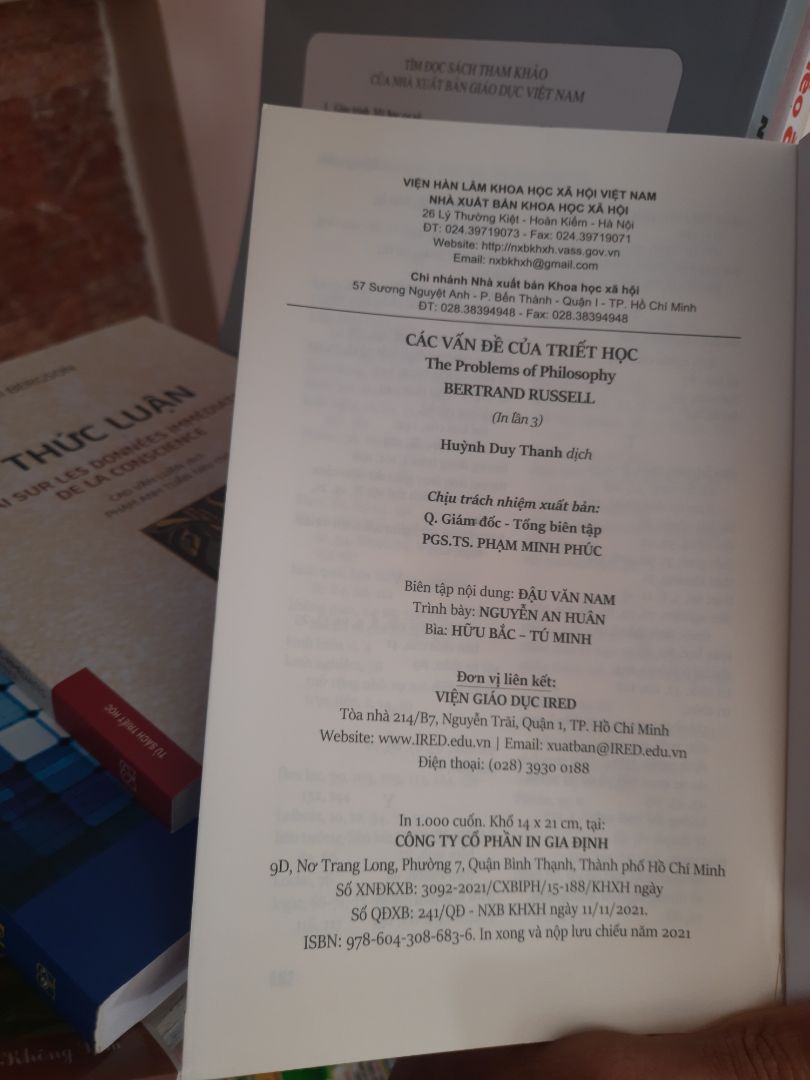 TÌM ĐỌC SÁCH THAM KHẢO
CỦA NHÀ XUẤT BẢN GIÁO DỤC VIỆT NAM
VIỆN HÀN LÂM KHOA HỌC XÃ HỘI VIỆT NAM
NHÀ XUẤT BẢN KHOA HỌC XÃ HỘI
26 Lý Thường Kiệt - Hoàn Kiếm - Hà Nội
ĐT: 024.39719073 - Fax: 024.39719071
Website: http://nxbkhxh.vass.gov.vn
Email: nxbkhxh@gmail.com
Chi nhánh Nhà xuất bản Khoa học xã hội
57 Sương Nguyệt Anh - P. Bến Thành - Quận I - TP. Hồ Chí Minh
ĐT: 028.38394948 - Fax: 028.38394948
CÁC VẤN ĐỀ CỦA TRIẾT HỌC
The Problems of Philosophy
BERTRAND RUSSELL
(In lần 3)
Huỳnh Duy Thanh dịch
Chịu trách nhiệm xuất bản:
Q. Giám đốc - Tổng biên tập
PGS.TS. PHẠM MINH PHÚC
Biên tập nội dung: ĐẬU VĂN NAM
Trình bày: NGUYỄN AN HUÂN
Bìa: HỮU BẮC – TÚ MINH
Đơn vị liên kết:
VIỆN GIÁO DỤC IRED
Tòa nhà 214/B7, Nguyễn Trãi, Quận 1, TP. Hồ Chí Minh
Website: www.IRED.edu.vn | Email: xuatban@IRED.edu.vn
Điện thoại: (028) 3930 0188
In 1.000 cuốn. Khổ 14 x 21 cm, tại:
CÔNG TY CỔ PHẦN IN GIA ĐỊNH
9D, Nơ Trang Long, Phường 7, Quận Bình Thạnh, Thành phố Hồ Chí Minh
Số XNĐKXB: 3092-2021/CXBIPH/15-188/KHXH ngày
Số QĐXB: 241/QĐ - NXB KHXH ngày 11/11/2021.
ISBN: 978-604-308-683-6. In xong và nộp lưu chiểu năm 2021
BERGSON
THỨC LUẬN
SUR LES DONNÉES
DE LA CONSCIENCE
TỦ SÁCH TRIẾT HỌC